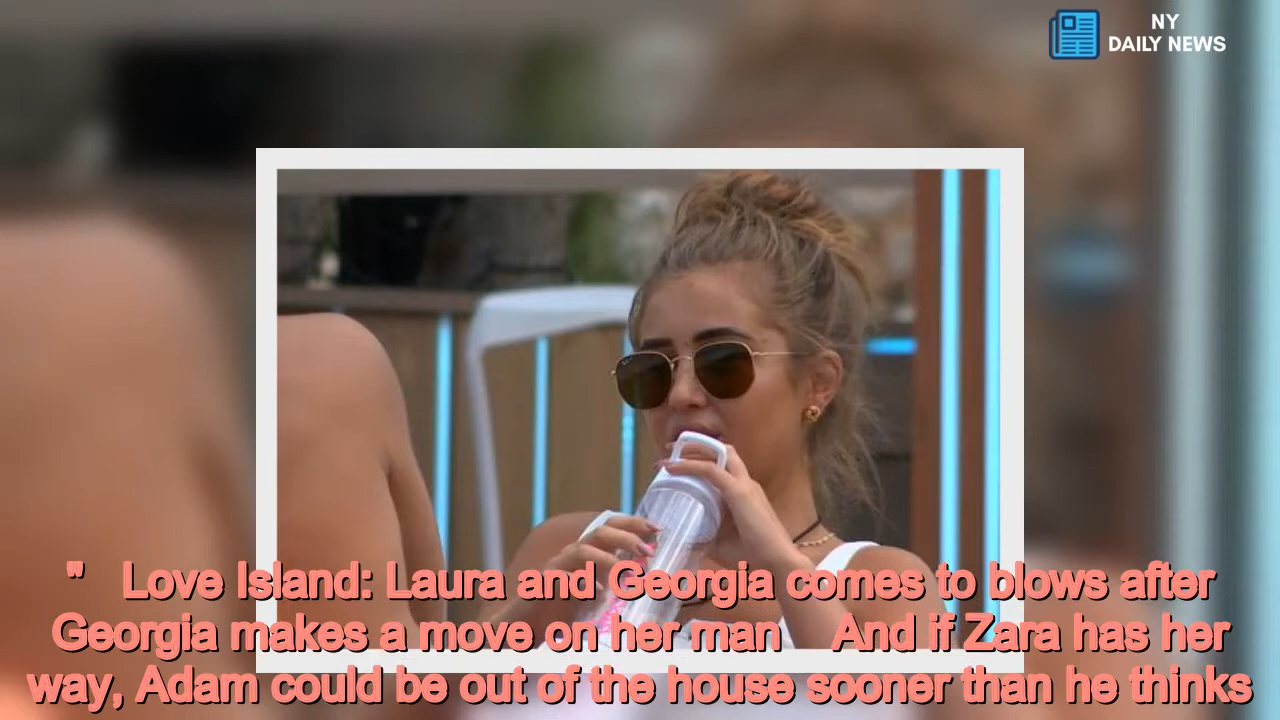 NY
DAILY NEWS
" Love Island: Laura and Georgia comes to blows after
Georgia makes a move on her man And if Zara has her
way, Adam could be out of the house sooner than he thinks